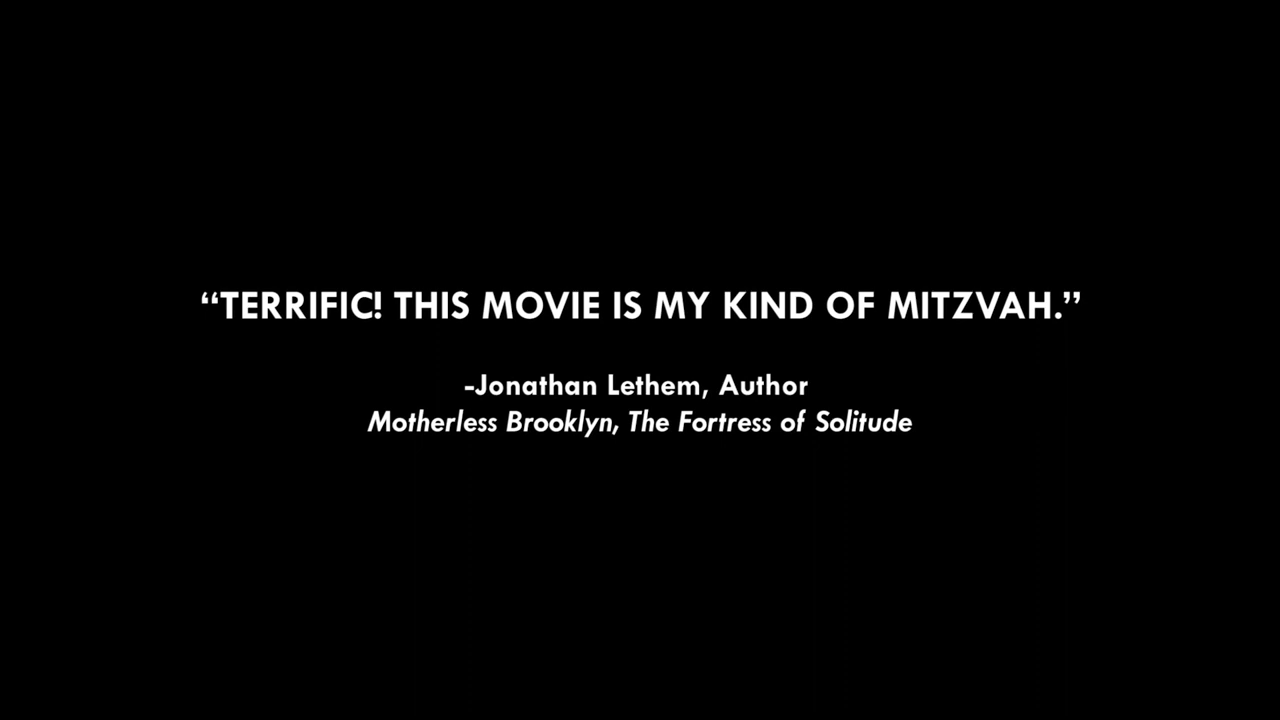 “TERRIFIC! THIS MOVIE IS MY KIND OF MITZVAH.”
-Jonathan Lethem, Author
Motherless Brooklyn, The Fortress of Solitude